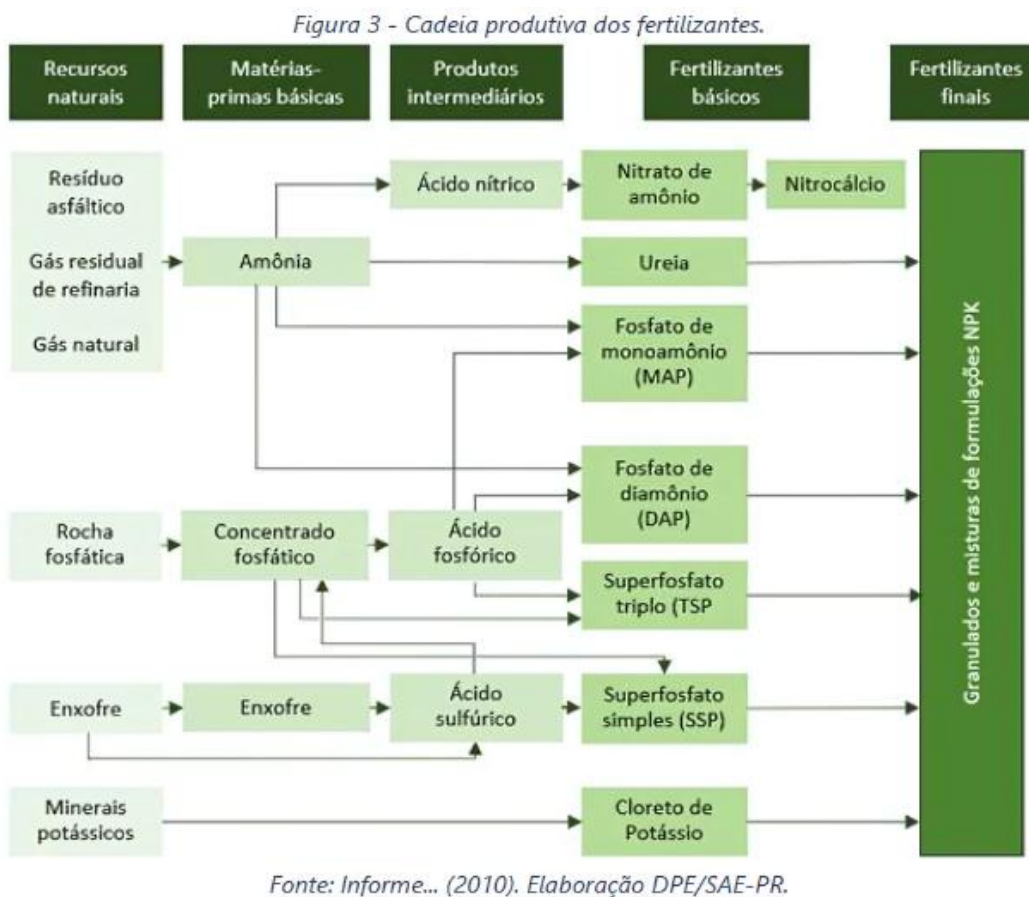 Figura 3 - Cadeia produtiva dos fertilizantes.
Recursos
naturais
Matérias-
primas básicas
Produtos
intermediários
Fertilizantes
básicos
Fertilizantes
finais
Resíduo
asfáltico
Gás residual
de refinaria
Gás natural
Amônia
Ácido nítrico
Nitrato de
amônio
Nitrocálcio
Ureia
Fosfato de
monoamônio
(MAP)
Fosfato de
diamônio
(DAP)
Rocha
fosfática
Concentrado
fosfático
Ácido
fosfórico
Superfosfato
triplo (TSP
Enxofre
Enxofre
Ácido
sulfúrico
Superfosfato
simples (SSP)
Minerais
potássicos
Cloreto de
Potássio
Granulados e misturas de formulações NPK
Fonte: Informe... (2010). Elaboração DPE/SAE-PR.